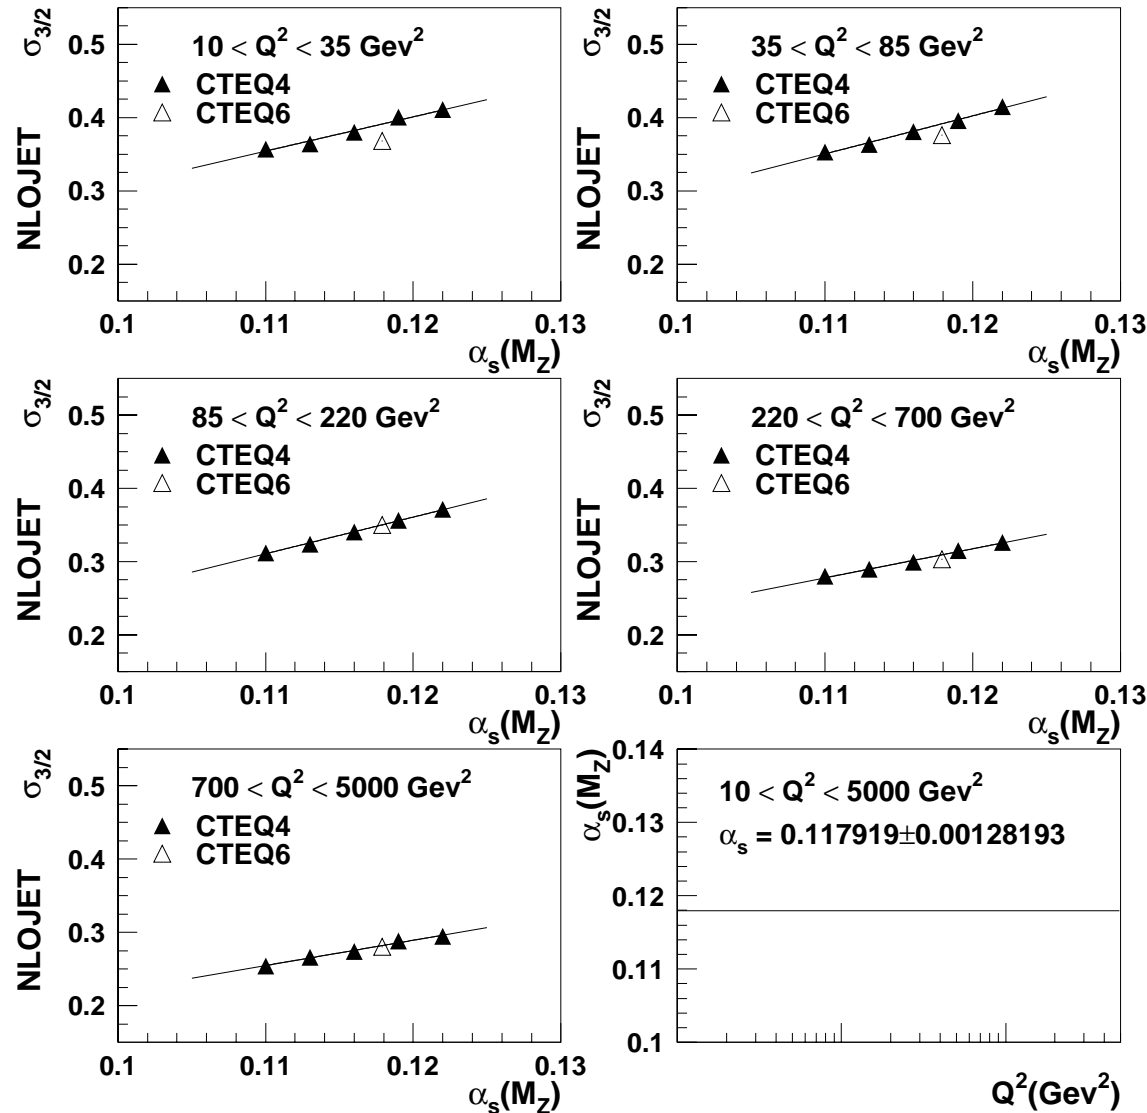 σ3/2
NLOJET
0.5
0.4
0.3
0.2
10 < Q² < 35 Gev²
CTEQ4
CTEQ6
0.1 0.11 0.12 0.13
αs(MZ)
σ3/2
NLOJET
0.5
0.4
0.3
0.2
35 < Q² < 85 Gev²
CTEQ4
CTEQ6
0.1 0.11 0.12 0.13
αs(MZ)
σ3/2
NLOJET
0.5
0.4
0.3
0.2
85 < Q² < 220 Gev²
CTEQ4
CTEQ6
0.1 0.11 0.12 0.13
αs(MZ)
σ3/2
NLOJET
0.5
0.4
0.3
0.2
220 < Q² < 700 Gev²
CTEQ4
CTEQ6
0.1 0.11 0.12 0.13
αs(MZ)
σ3/2
NLOJET
0.5
0.4
0.3
0.2
700 < Q² < 5000 Gev²
CTEQ4
CTEQ6
0.1 0.11 0.12 0.13
αs(MZ)
αs(MZ)
0.14
0.13
0.12
0.11
0.1
10 < Q² < 5000 Gev²
αs = 0.117919±0.00128193
Q²(Gev²)